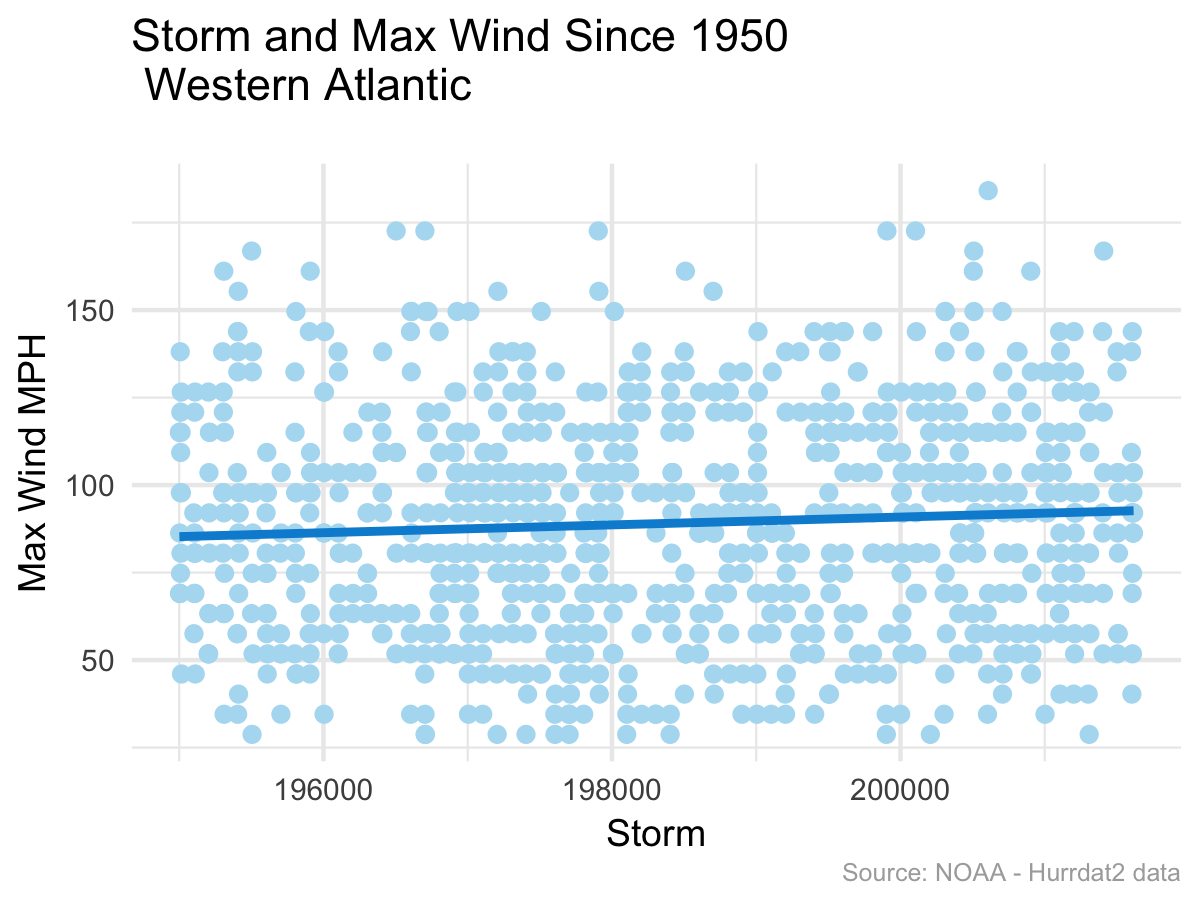 Storm and Max Wind Since 1950
Western Atlantic
Max Wind MPH
150
100
50
196000
198000
200000
Storm
Source: NOAA - Hurrdat2 data